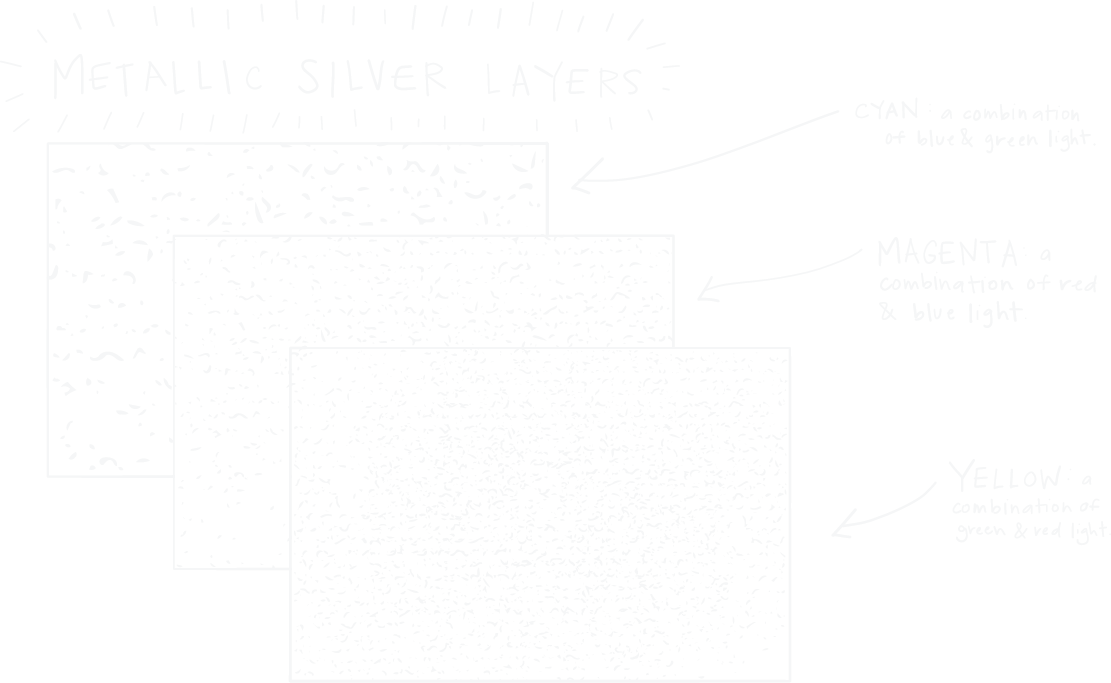 METALLIC SILVER LAYERS
CYAN: a combination
of blue & green light.
MAGENTA a
combination of red
& blue light
YELLOW: a
combination of
green & red light